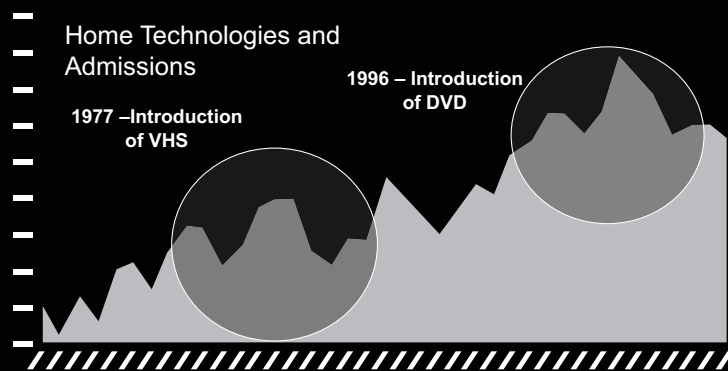 Home Technologies and
Admissions
1996 – Introduction
of DVD
1977 –Introduction
of VHS